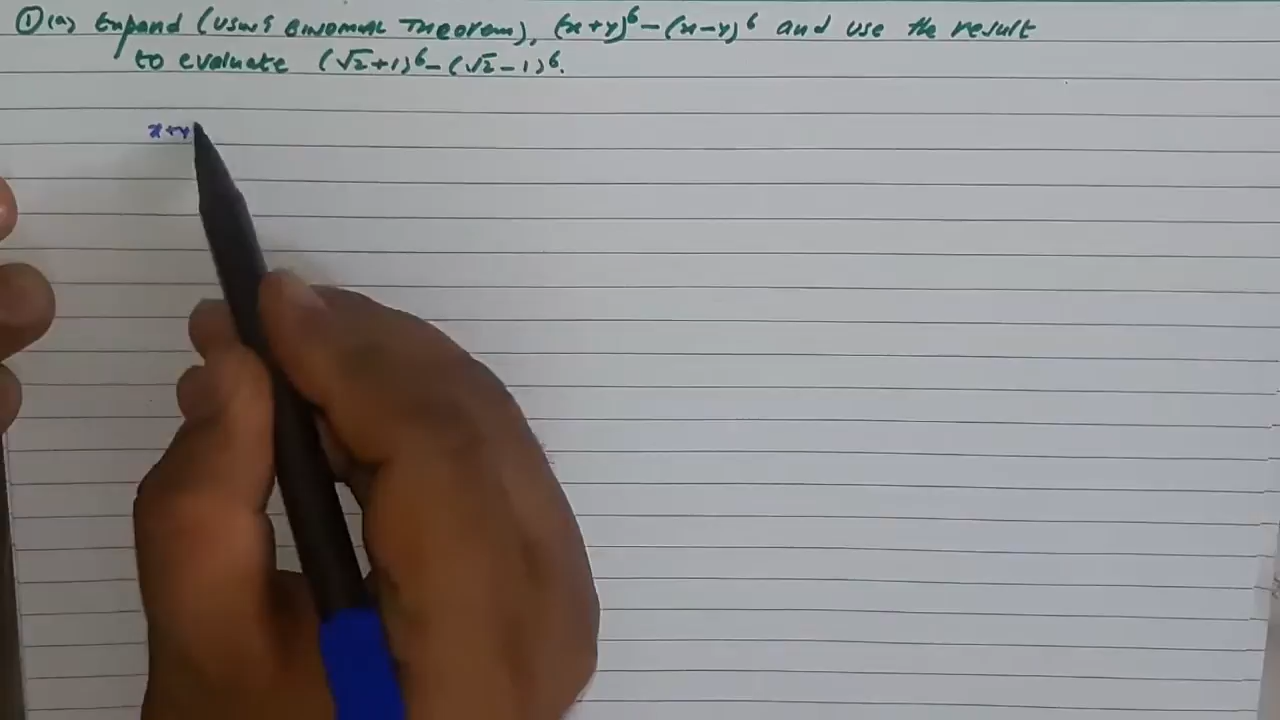 ①(a) Expand (Using BINOMIAL Theorem), (x+y)⁶-(x-y)⁶ and use the result
to evaluate (√2+1)⁶-(√2-1)⁶.
x+y